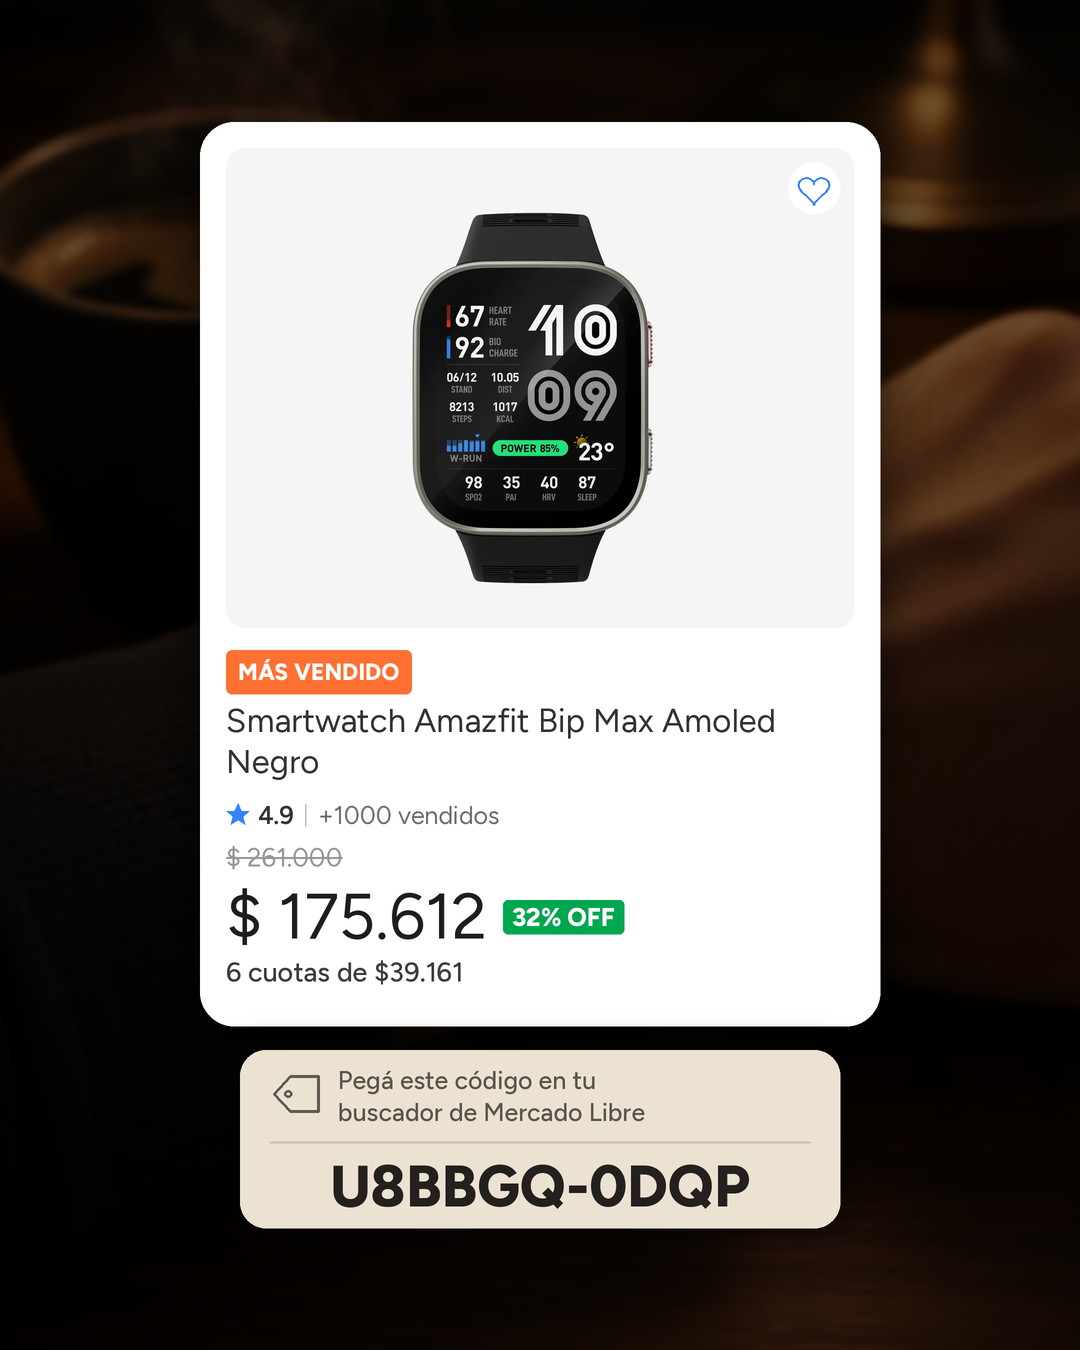 67 HEART RATE
10
92 BIO CHARGE
09
06/12 10.05
STAND DIST
8213 1017
STEPS KCAL
W-RUN
POWER 85%
23°
98 35 40 87
SPO2 PAI HRV SLEEP
MÁS VENDIDO
Smartwatch Amazfit Bip Max Amoled
Negro
4.9 | +1000 vendidos
$ 261.000
$ 175.612 32% OFF
6 cuotas de $39.161
Pegá este código en tu
buscador de Mercado Libre
U8BBGQ-0DQP